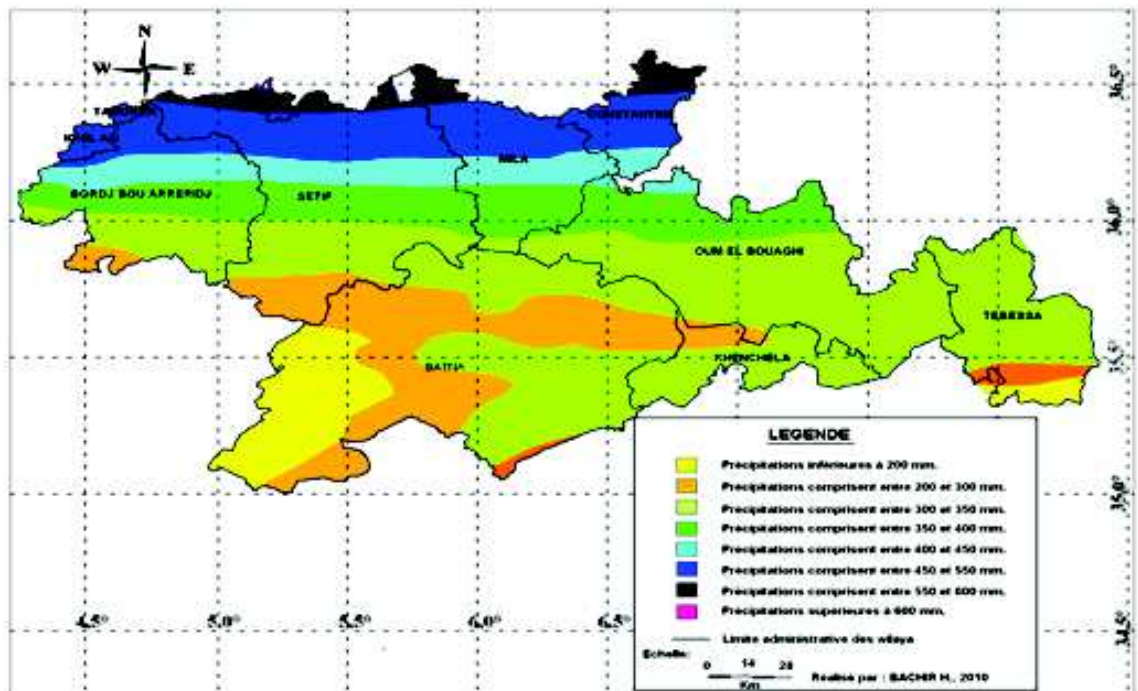 N
W E
36.5°
CONSTANTINE
MILA
BORDJ BOU ARRERIDJ
SETIF
36.0°
OUM EL BOUAGHI
TEBESSA
35.5°
KHENCHELA
BATNA
LEGENDE
Précipitations inférieures à 200 mm.
Précipitations comprisent entre 200 et 300 mm.
35.0°
Précipitations comprisent entre 300 et 350 mm.
Précipitations comprisent entre 350 et 400 mm.
Précipitations comprisent entre 400 et 450 mm.
Précipitations comprisent entre 450 et 550 mm.
Précipitations comprisent entre 550 et 600 mm.
Précipitations supérieures à 600 mm.
4.5° 5.0° 5.5° 6.0° 6.5°
34.5°
Limite administrative des wilaya
Echelle:
0 14 28
Km
Réalisé par : BACHIR H., 2010